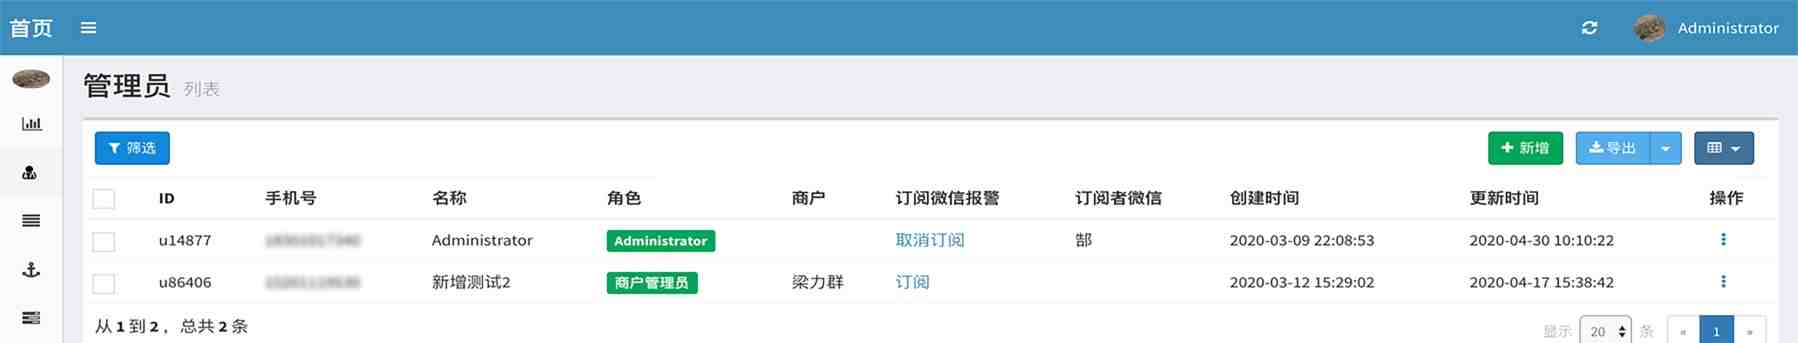 首页 Administrator
管理员 列表
筛选 新增 导出
ID 手机号 名称 角色 商户 订阅微信报警 订阅者微信 创建时间 更新时间 操作
u14877 Administrator Administrator 取消订阅 郜 2020-03-09 22:08:53 2020-04-30 10:10:22
u86406 新增测试2 商户管理员 梁力群 订阅 2020-03-12 15:29:02 2020-04-17 15:38:42
从 1 到 2 ，总共 2 条 显示 20 条 « 1 »